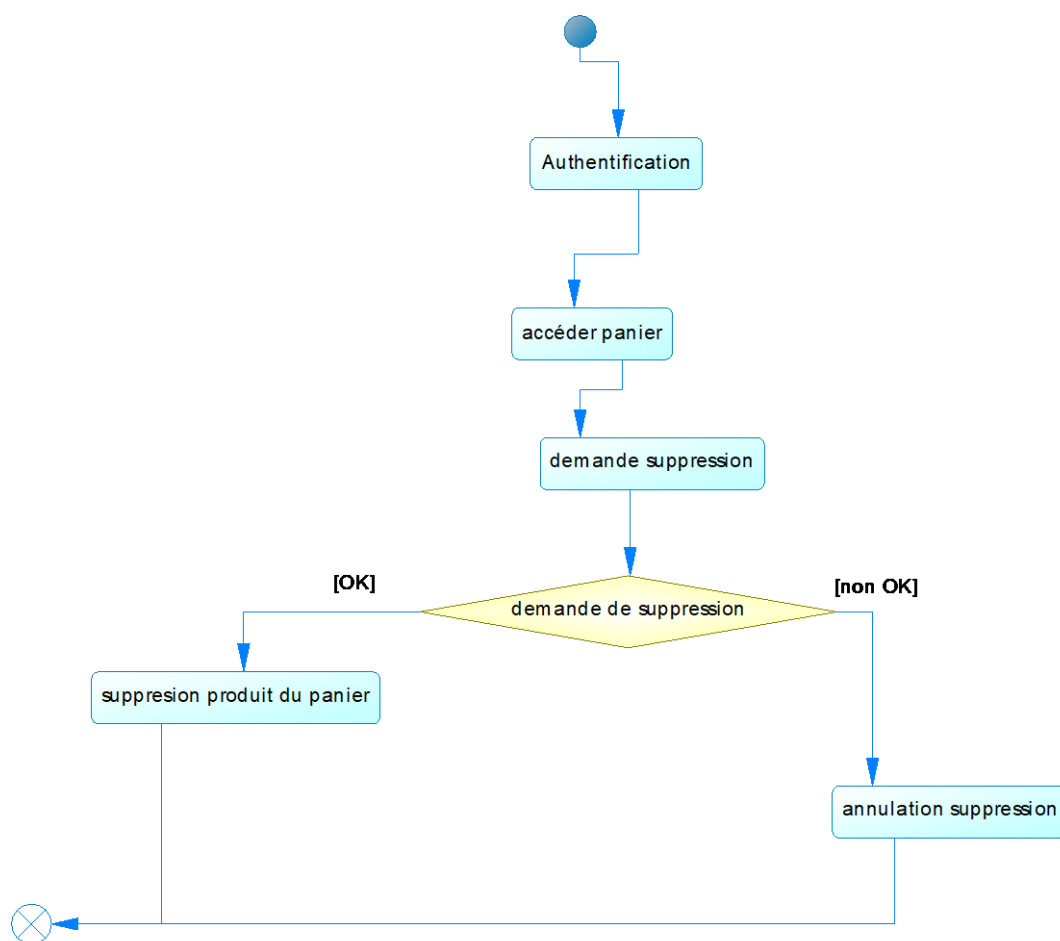 Authentification
accéder panier
demande suppression
[OK]
[non OK]
demande de suppression
suppresion produit du panier
annulation suppression